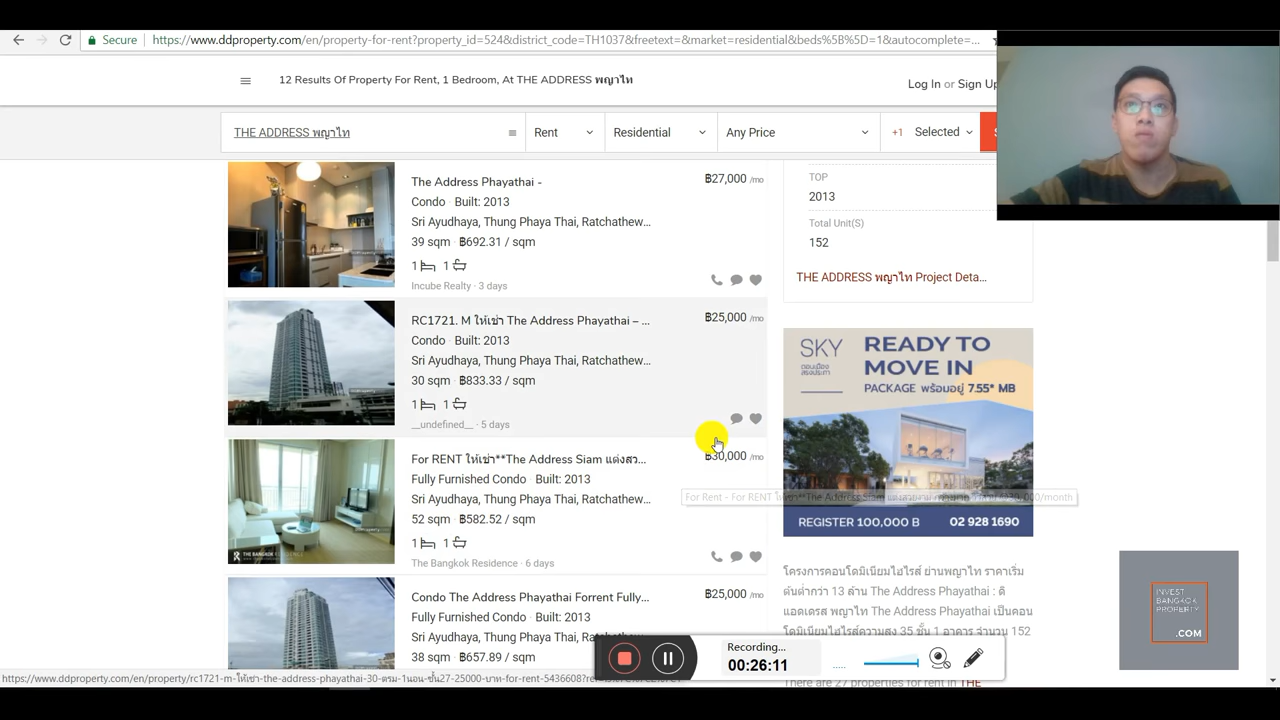 Secure https://www.ddproperty.com/en/property-for-rent?property_id=524&district_code=TH1037&freetext=&market=residential&beds%5B%5D=1&autocomplete=...
12 Results Of Property For Rent, 1 Bedroom, At THE ADDRESS พญาไท
Log In or Sign Up
THE ADDRESS พญาไท
Rent
Residential
Any Price
+1 Selected
The Address Phayathai -
฿27,000 /mo
Condo · Built: 2013
Sri Ayudhaya, Thung Phaya Thai, Ratchathew...
39 sqm · ฿692.31 / sqm
1 1
Incube Realty · 3 days
RC1721. M ให้เช่า The Address Phayathai – ...
฿25,000 /mo
Condo · Built: 2013
Sri Ayudhaya, Thung Phaya Thai, Ratchathew...
30 sqm · ฿833.33 / sqm
1 1
__undefined__ · 5 days
For RENT ให้เช่า**The Address Siam แต่งสว...
฿30,000 /mo
Fully Furnished Condo · Built: 2013
Sri Ayudhaya, Thung Phaya Thai, Ratchathew...
52 sqm · ฿582.52 / sqm
1 1
The Bangkok Residence · 6 days
Condo The Address Phayathai Forrent Fully...
฿25,000 /mo
Fully Furnished Condo · Built: 2013
Sri Ayudhaya, Thung Phaya Thai, Ratchathew...
38 sqm · ฿657.89 / sqm
TOP
2013
Total Unit(S)
152
THE ADDRESS พญาไท Project Deta...
SKY
READY TO
MOVE IN
PACKAGE พร้อมอยู่ 7.55* MB
REGISTER 100,000 B 02 928 1690
For Rent - For RENT ให้เช่า**The Address Siam
โครงการคอนโดมิเนียมไฮไรส์ ย่านพญาไท ราคาเริ่ม
ต้นต่ำกว่า 13 ล้าน The Address Phayathai : ดิ
แอดเดรส พญาไท The Address Phayathai เป็นคอน
โดมิเนียมไฮไรส์ความสูง 35 ชั้น 1 อาคาร จำนวน 152
There are 27 properties for rent in THE
Recording...
00:26:11
INVEST
BANGKOK
PROPERTY
.COM